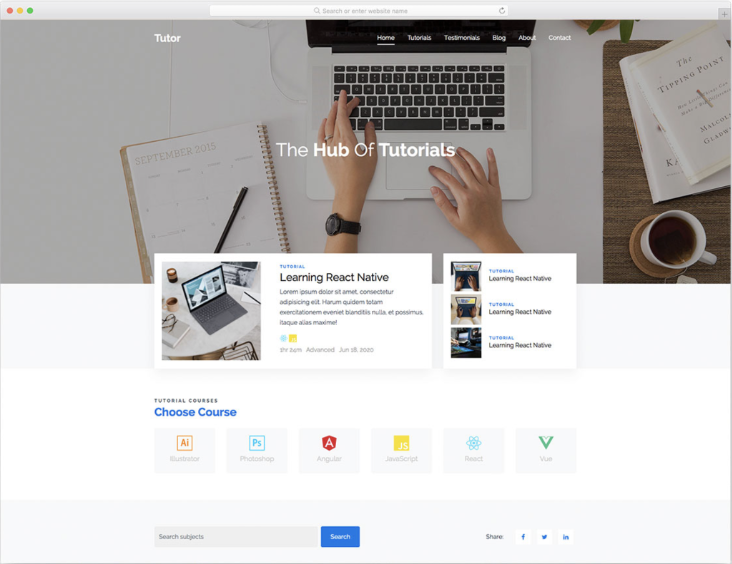 Search or enter website name
Tutor
Home Tutorials Testimonials Blog About Contact
The
TIPPING POINT
MALCOLM
GLADW
SEPTEMBER 2015
The Hub Of Tutorials
TUTORIAL
Learning React Native
Lorem ipsum dolor sit amet, consectetur
adipisicing elit. Harum quidem totam
exercitationem eveniet blanditiis nulla, et possimus,
itaque alias maxime!
1hr 24m Advanced Jun 18, 2020
TUTORIAL
Learning React Native
TUTORIAL
Learning React Native
TUTORIAL
Learning React Native
TUTORIAL COURSES
Choose Course
Ai
Illustrator
Ps
Photoshop
A
Angular
JS
JavaScript
React
Vue
Search subjects
Search
Share:
f
in